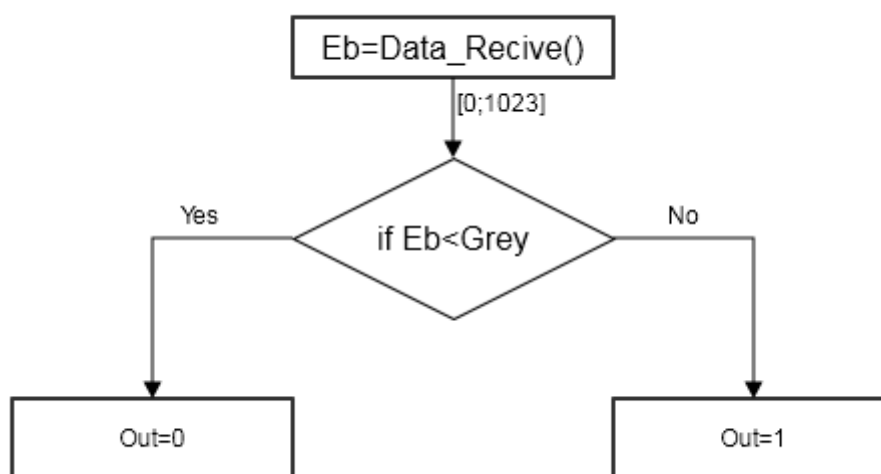 Eb=Data_Recive()
[0;1023]
Yes
No
if Eb<Grey
Out=0
Out=1